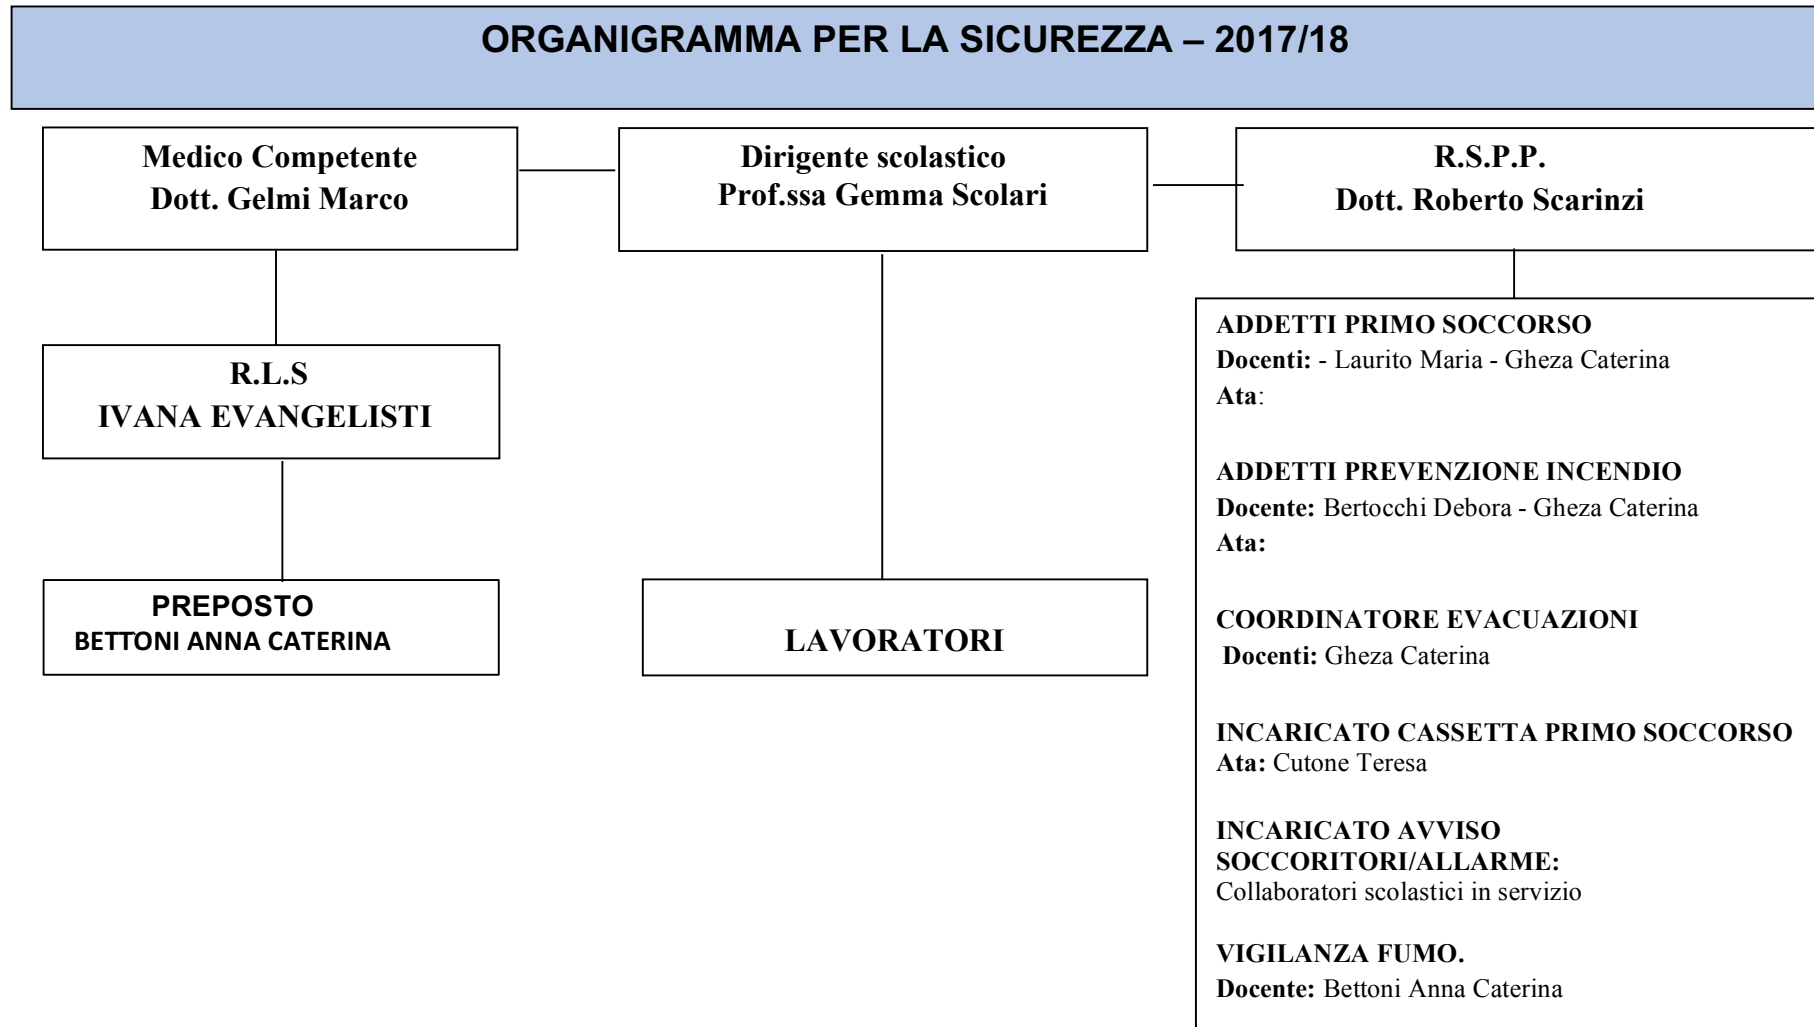 ORGANIGRAMMA PER LA SICUREZZA – 2017/18
Medico Competente
Dott. Gelmi Marco
Dirigente scolastico
Prof.ssa Gemma Scolari
R.S.P.P.
Dott. Roberto Scarinzi
R.L.S
IVANA EVANGELISTI
PREPOSTO
BETTONI ANNA CATERINA
LAVORATORI
ADDETTI PRIMO SOCCORSO
Docenti: - Laurito Maria - Gheza Caterina
Ata:
ADDETTI PREVENZIONE INCENDIO
Docente: Bertocchi Debora - Gheza Caterina
Ata:
COORDINATORE EVACUAZIONI
Docenti: Gheza Caterina
INCARICATO CASSETTA PRIMO SOCCORSO
Ata: Cutone Teresa
INCARICATO AVVISO
SOCCORITORI/ALLARME:
Collaboratori scolastici in servizio
VIGILANZA FUMO.
Docente: Bettoni Anna Caterina